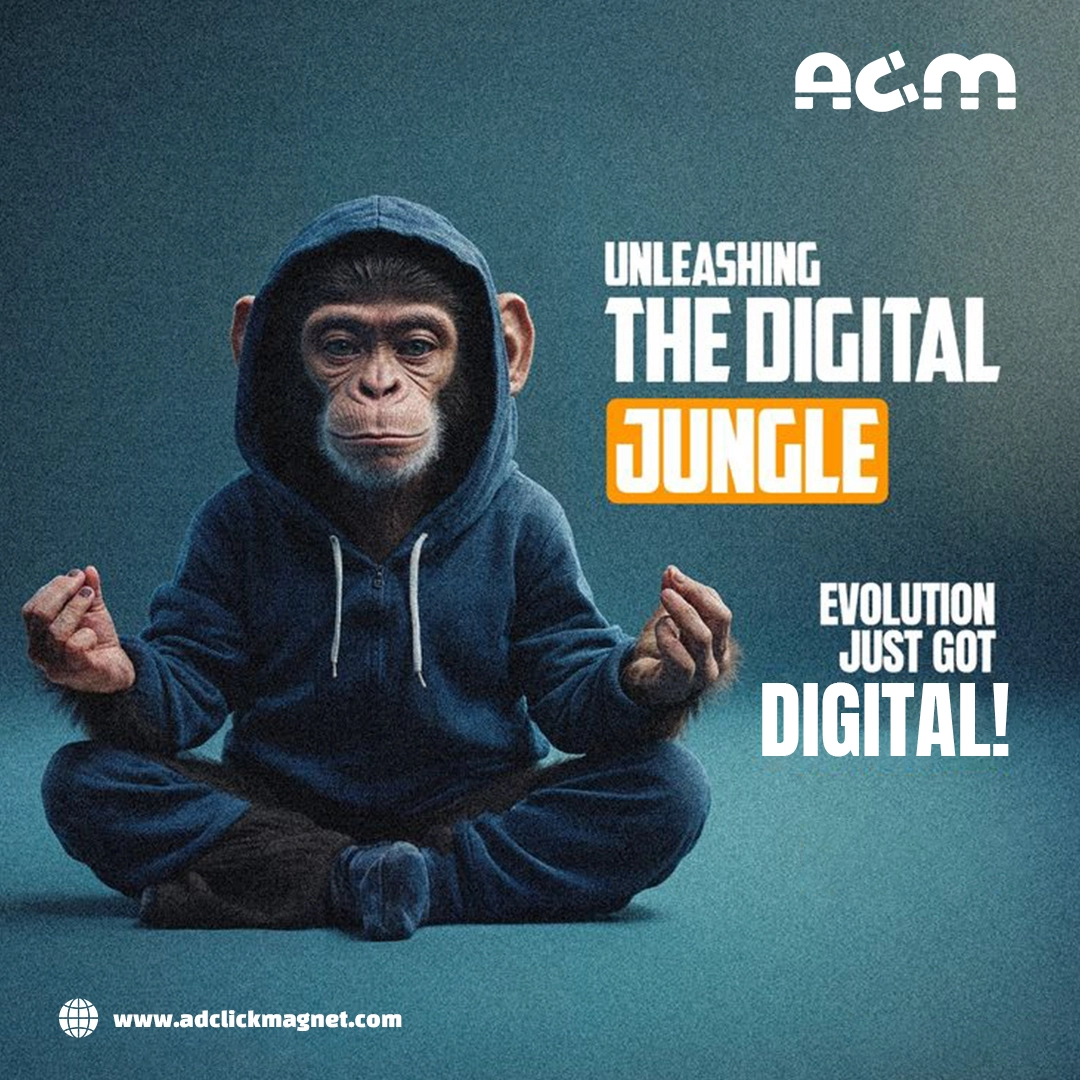 ACM
UNLEASHING
THE DIGITAL
JUNGLE
EVOLUTION
JUST GOT
DIGITAL!
www.adclickmagnet.com